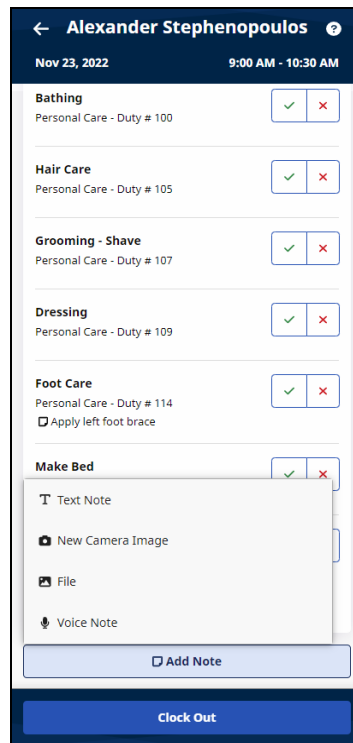 Alexander Stephenopoulos
Nov 23, 2022 9:00 AM - 10:30 AM
Bathing
Personal Care - Duty # 100
Hair Care
Personal Care - Duty # 105
Grooming - Shave
Personal Care - Duty # 107
Dressing
Personal Care - Duty # 109
Foot Care
Personal Care - Duty # 114
Apply left foot brace
Make Bed
Text Note
New Camera Image
File
Voice Note
Add Note
Clock Out